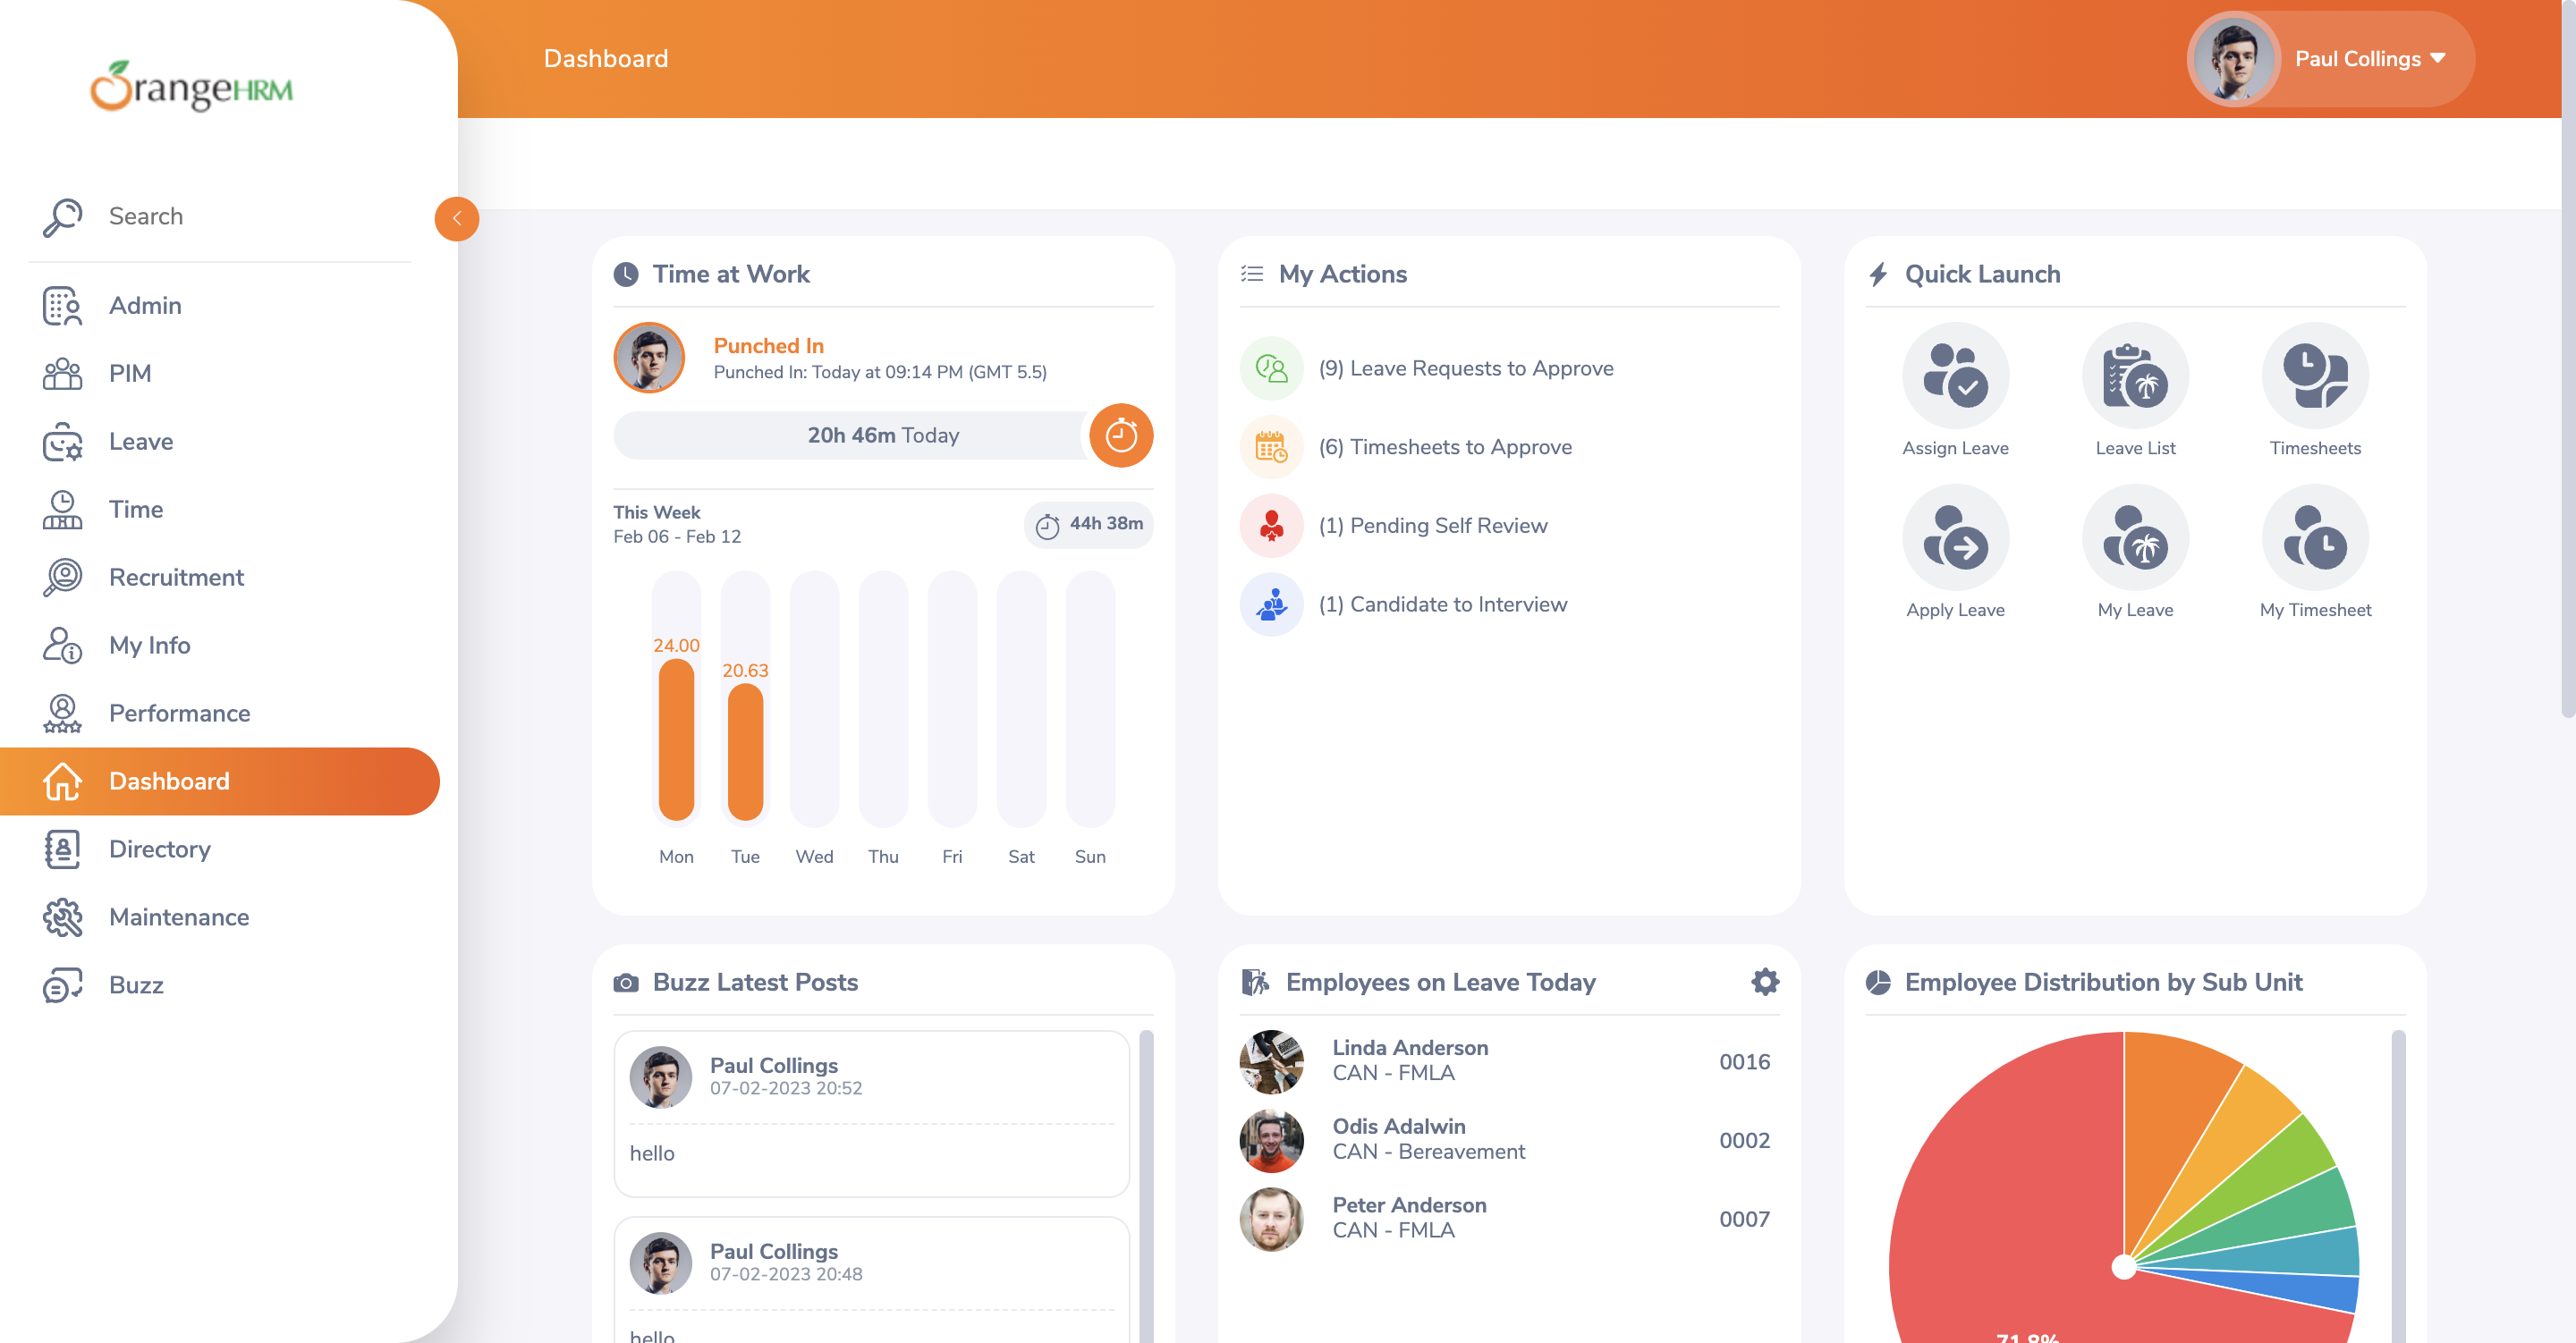 OrangeHRM
Search
Admin
PIM
Leave
Time
Recruitment
My Info
Performance
Dashboard
Directory
Maintenance
Buzz
Dashboard
Paul Collings
Time at Work
Punched In
Punched In: Today at 09:14 PM (GMT 5.5)
20h 46m Today
This Week
Feb 06 - Feb 12
44h 38m
24.00
20.63
Mon Tue Wed Thu Fri Sat Sun
My Actions
(9) Leave Requests to Approve
(6) Timesheets to Approve
(1) Pending Self Review
(1) Candidate to Interview
Quick Launch
Assign Leave
Leave List
Timesheets
Apply Leave
My Leave
My Timesheet
Buzz Latest Posts
Paul Collings
07-02-2023 20:52
hello
Paul Collings
07-02-2023 20:48
hello
Employees on Leave Today
Linda Anderson
CAN - FMLA
0016
Odis Adalwin
CAN - Bereavement
0002
Peter Anderson
CAN - FMLA
0007
Employee Distribution by Sub Unit
71.8%